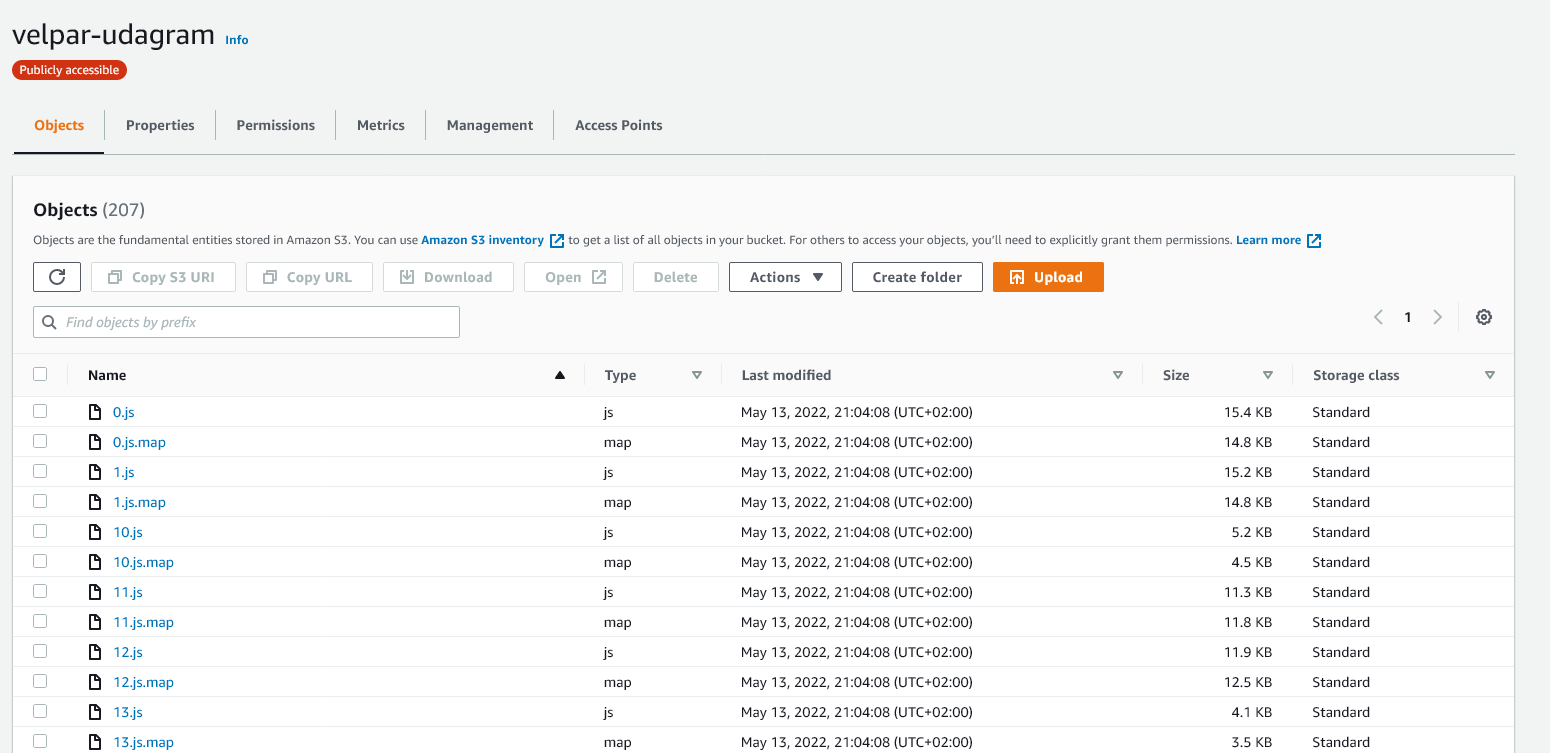 velpar-udagram Info
Publicly accessible
Objects Properties Permissions Metrics Management Access Points
Objects (207)
Objects are the fundamental entities stored in Amazon S3. You can use Amazon S3 inventory to get a list of all objects in your bucket. For others to access your objects, you'll need to explicitly grant them permissions. Learn more
Copy S3 URI Copy URL Download Open Delete Actions Create folder Upload
Find objects by prefix 1
Name Type Last modified Size Storage class
0.js js May 13, 2022, 21:04:08 (UTC+02:00) 15.4 KB Standard
0.js.map map May 13, 2022, 21:04:08 (UTC+02:00) 14.8 KB Standard
1.js js May 13, 2022, 21:04:08 (UTC+02:00) 15.2 KB Standard
1.js.map map May 13, 2022, 21:04:08 (UTC+02:00) 14.8 KB Standard
10.js js May 13, 2022, 21:04:08 (UTC+02:00) 5.2 KB Standard
10.js.map map May 13, 2022, 21:04:08 (UTC+02:00) 4.5 KB Standard
11.js js May 13, 2022, 21:04:08 (UTC+02:00) 11.3 KB Standard
11.js.map map May 13, 2022, 21:04:08 (UTC+02:00) 11.8 KB Standard
12.js js May 13, 2022, 21:04:08 (UTC+02:00) 11.9 KB Standard
12.js.map map May 13, 2022, 21:04:08 (UTC+02:00) 12.5 KB Standard
13.js js May 13, 2022, 21:04:08 (UTC+02:00) 4.1 KB Standard
13.js.map map May 13, 2022, 21:04:08 (UTC+02:00) 3.5 KB Standard